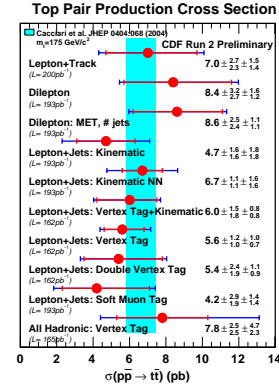 Top Pair Production Cross Section
Cacciari et al. JHEP 0404:068 (2004)
m_t=175 GeV/c²
CDF Run 2 Preliminary
Lepton+Track 7.0 ± 2.7 2.4 ± 1.5 1.4
(L= 200pb⁻¹)
Dilepton 8.4 ± 3.2 2.7 ± 1.6 1.2
(L= 193pb⁻¹)
Dilepton: MET, # jets 8.6 ± 2.5 2.4 ± 1.1 1.1
(L= 193pb⁻¹)
Lepton+Jets: Kinematic 4.7 ± 1.6 1.6 ± 1.8 1.8
(L= 193pb⁻¹)
Lepton+Jets: Kinematic NN 6.7 ± 1.1 1.1 ± 1.6 1.6
(L= 193pb⁻¹)
Lepton+Jets: Vertex Tag+Kinematic 6.0 ± 1.5 1.8 ± 0.8 0.8
(L= 162pb⁻¹)
Lepton+Jets: Vertex Tag 5.6 ± 1.2 1.0 ± 1.0 0.7
(L= 162pb⁻¹)
Lepton+Jets: Double Vertex Tag 5.4 ± 2.4 1.9 ± 1.1 0.9
(L= 162pb⁻¹)
Lepton+Jets: Soft Muon Tag 4.2 ± 2.9 1.9 ± 1.4 1.4
(L= 193pb⁻¹)
All Hadronic: Vertex Tag 7.8 ± 2.5 2.5 ± 4.7 2.3
(L= 165pb⁻¹)
0 2 4 6 8 10 12 14
σ(pp̄ → tt̄) (pb)